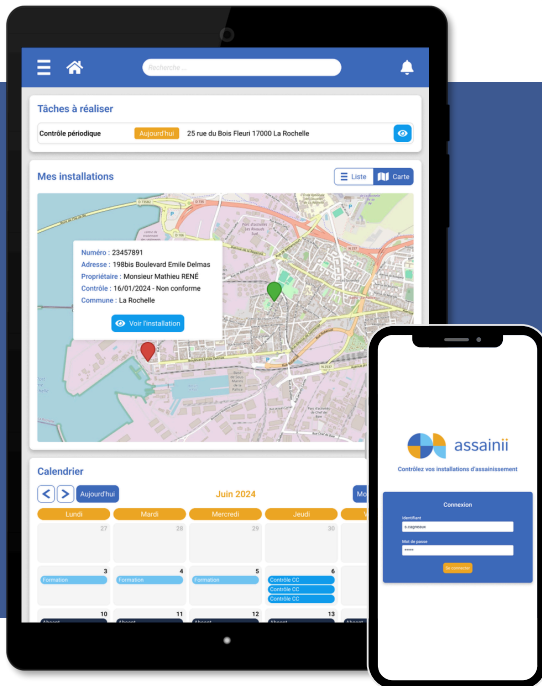 Recherche ...
Tâches à réaliser
Contrôle périodique Aujourd'hui 25 rue du Bois Fleuri 17000 La Rochelle
Mes installations
Liste Carte
Numéro : 23457891
Adresse : 198bis Boulevard Emile Delmas
Propriétaire : Monsieur Mathieu RENÉ
Contrôle : 16/01/2024 - Non conforme
Commune : La Rochelle
Voir l'installation
Calendrier
Aujourd'hui Juin 2024 Mo
Lundi Mardi Mercredi Jeudi V
27 28 29 30
3 4 5 6
Formation Formation Formation Contrôle CC
Contrôle CC
Contrôle CC
10 11 12 13
assainii
Contrôlez vos installations d'assainissement
Connexion
Identifiant
Mot de passe
•••••
Se connecter